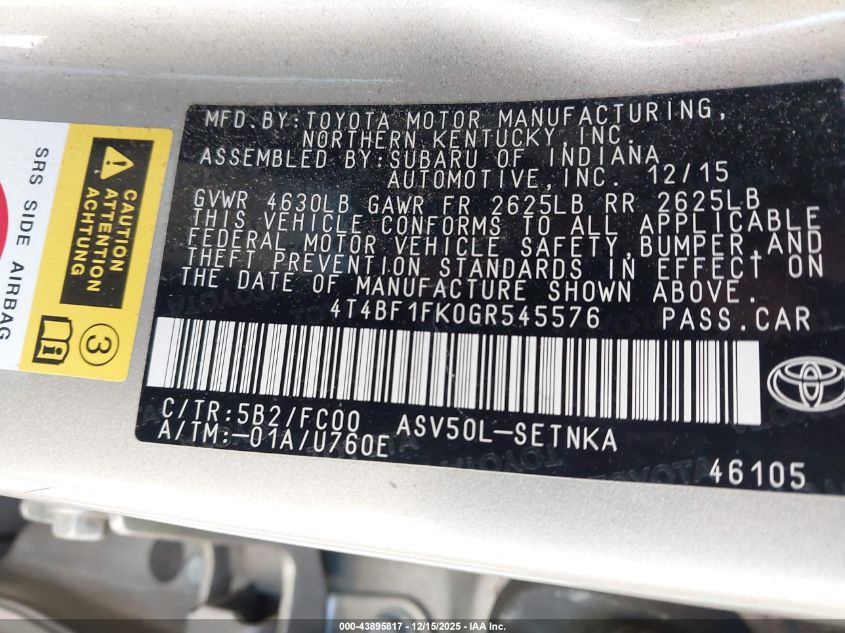 MFD.BY:TOYOTA MOTOR MANUFACTURING,
NORTHERN KENTUCKY,INC.
ASSEMBLED BY:SUBARU OF INDIANA
AUTOMOTIVE,INC. 12/15
GVWR 4630LB GAWR FR 2625LB RR 2625LB
THIS VEHICLE CONFORMS TO ALL APPLICABLE
FEDERAL MOTOR VEHICLE SAFETY,BUMPER,AND
THEFT PREVENTION STANDARDS IN EFFECT ON
THE DATE OF MANUFACTURE SHOWN ABOVE.
4T4BF1FK0GR545576 PASS.CAR
C/TR:5B2/FC00 ASV50L-SETNKA
A/TM:-01A/U760E
46105
SRS SIDE AIRBAG
CAUTION
ATTENTION
ACHTUNG
3
000-43895817 - 12/15/2025 - IAA, Inc.